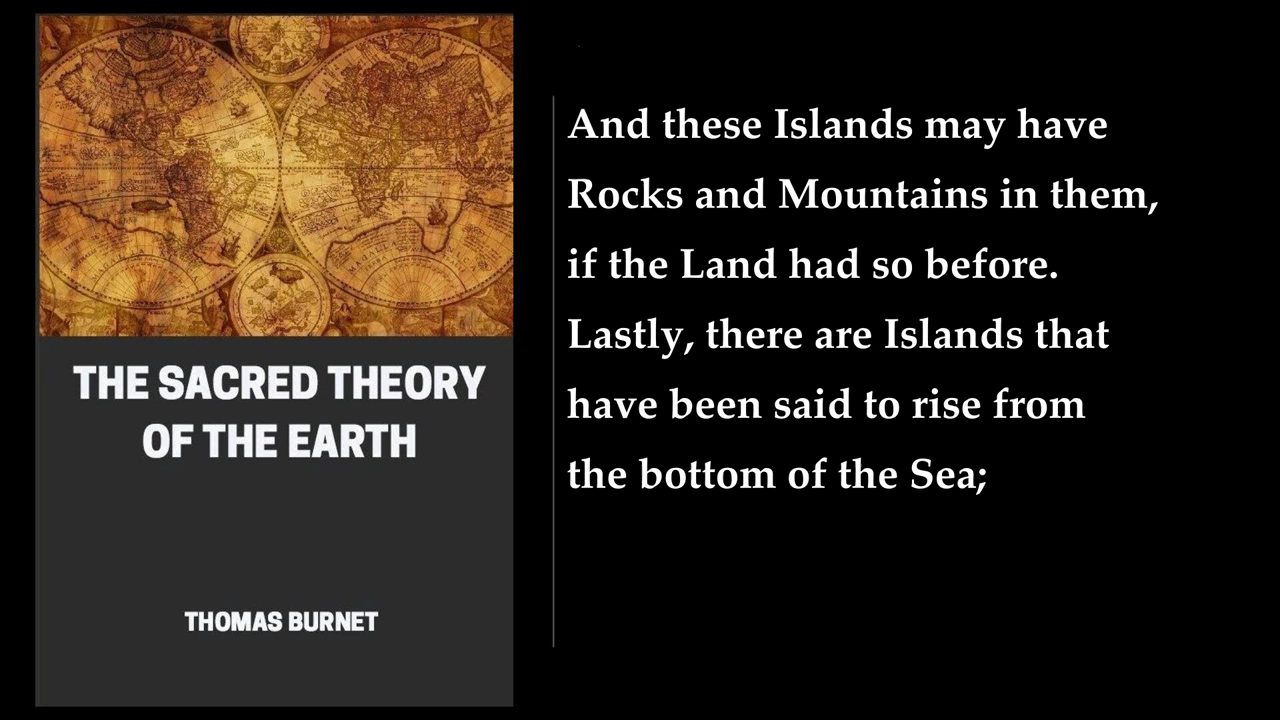 THE SACRED THEORY
OF THE EARTH
THOMAS BURNET
And these Islands may have
Rocks and Mountains in them,
if the Land had so before.
Lastly, there are Islands that
have been said to rise from
the bottom of the Sea;